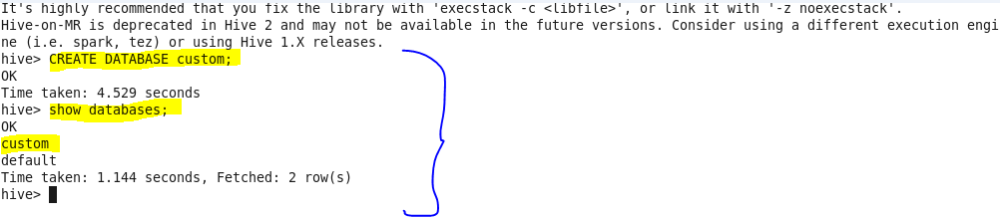 It's highly recommended that you fix the library with 'execstack -c <libfile>', or link it with '-z noexecstack'.
Hive-on-MR is deprecated in Hive 2 and may not be available in the future versions. Consider using a different execution engi
ne (i.e. spark, tez) or using Hive 1.X releases.
hive> CREATE DATABASE custom;
OK
Time taken: 4.529 seconds
hive> show databases;
OK
custom
default
Time taken: 1.144 seconds, Fetched: 2 row(s)
hive>